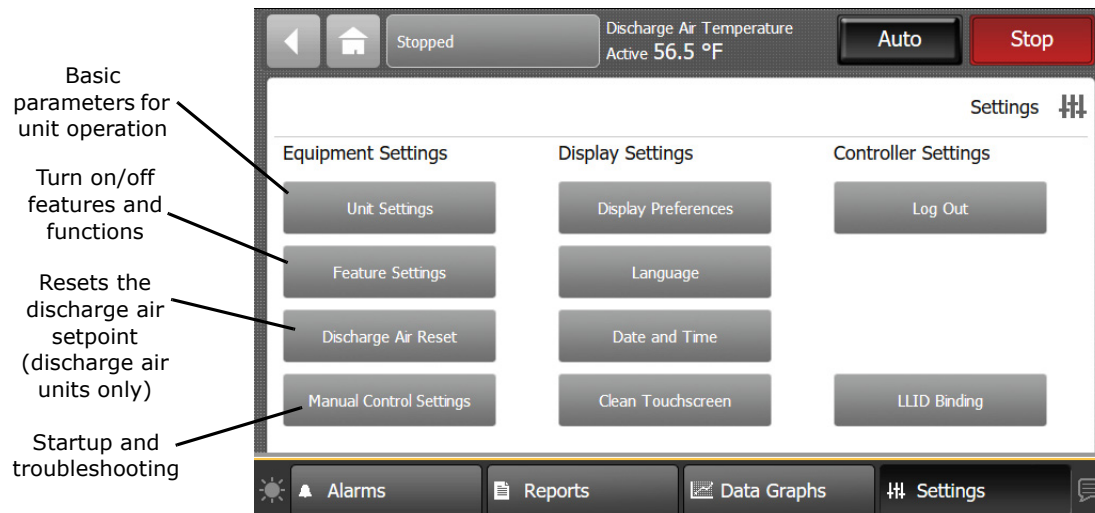 Basic
parameters for
unit operation
Turn on/off
features and
functions
Resets the
discharge air
setpoint
(discharge air
units only)
Startup and
troubleshooting
Stopped
Discharge Air Temperature
Active 56.5 °F
Auto
Stop
Settings
Equipment Settings
Display Settings
Controller Settings
Unit Settings
Display Preferences
Log Out
Feature Settings
Language
Discharge Air Reset
Date and Time
Manual Control Settings
Clean Touchscreen
LLID Binding
Alarms
Reports
Data Graphs
Settings